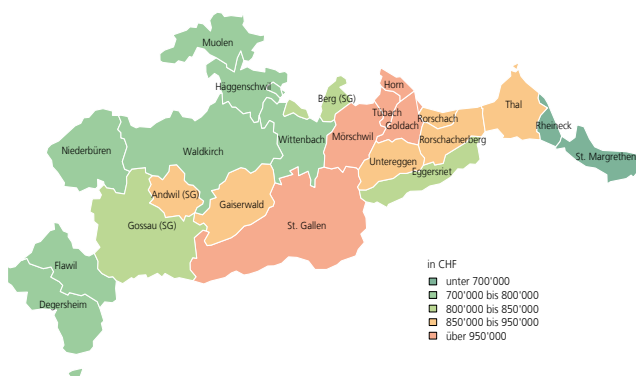 Muolen
Häggenschwil
Horn
Thal
Berg (SG)
Tübach
Rorschach
Goldach
Rheineck
Wittenbach
Mörschwil
Rorschacherberg
Niederbüren
Waldkirch
Untereggen
St. Margrethen
Eggersriet
Andwil (SG)
Gaiserwald
Gossau (SG)
St. Gallen
Flawil
Degersheim
in CHF
unter 700'000
700'000 bis 800'000
800'000 bis 850'000
850'000 bis 950'000
über 950'000